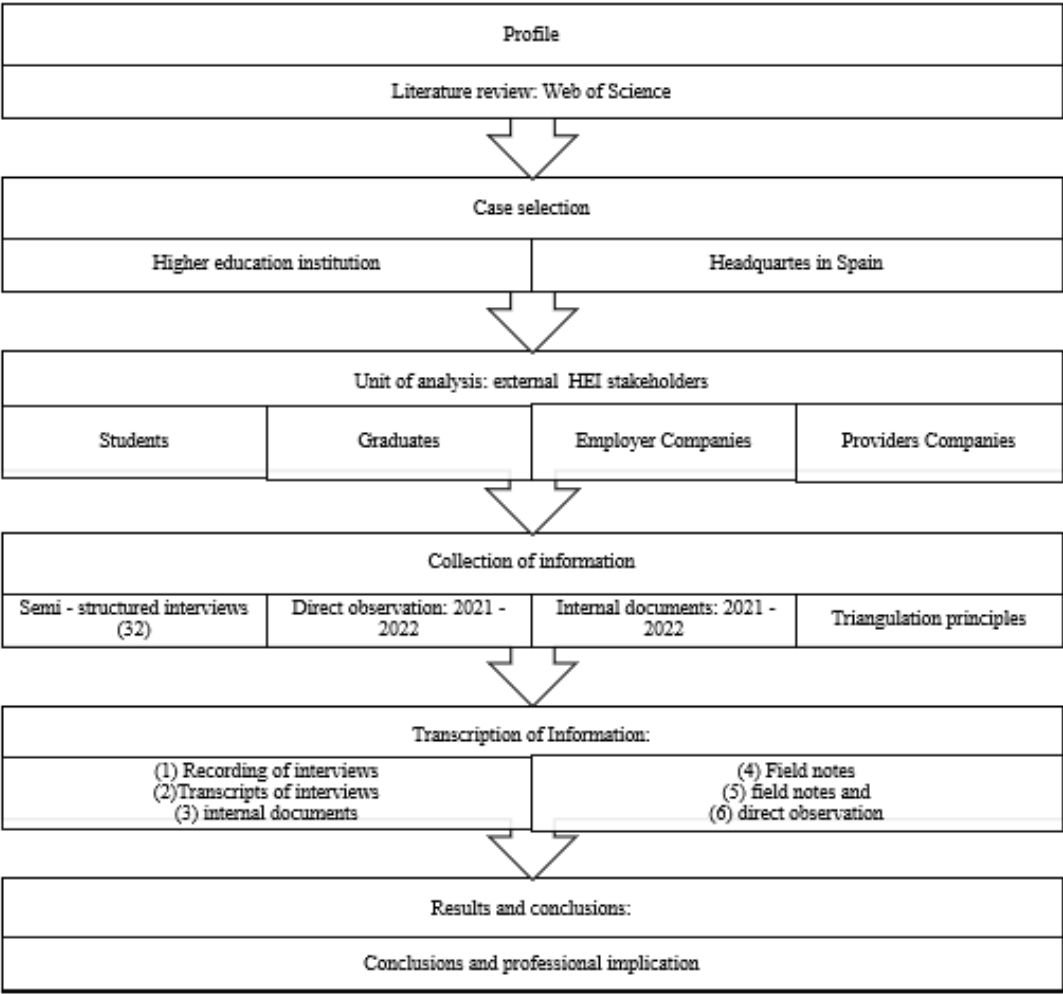 Profile
Literature review: Web of Science
Case selection
Higher education institution
Headquartes in Spain
Unit of analysis: external HEI stakeholders
Students
Graduates
Employer Companies
Providers Companies
Collection of information
Semi - structured interviews
(32)
Direct observation: 2021 -
2022
Internal documents: 2021 -
2022
Triangulation principles
Transcription of Information:
(1) Recording of interviews
(2)Transcripts of interviews
(3) internal documents
(4) Field notes
(5) field notes and
(6) direct observation
Results and conclusions:
Conclusions and professional implication